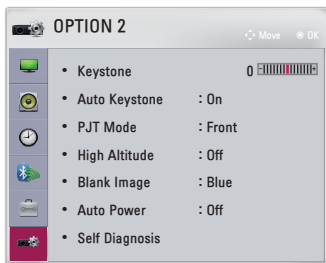 OPTION 2
Move OK
• Keystone 0
• Auto Keystone : On
• PJT Mode : Front
• High Altitude : Off
• Blank Image : Blue
• Auto Power : Off
• Self Diagnosis